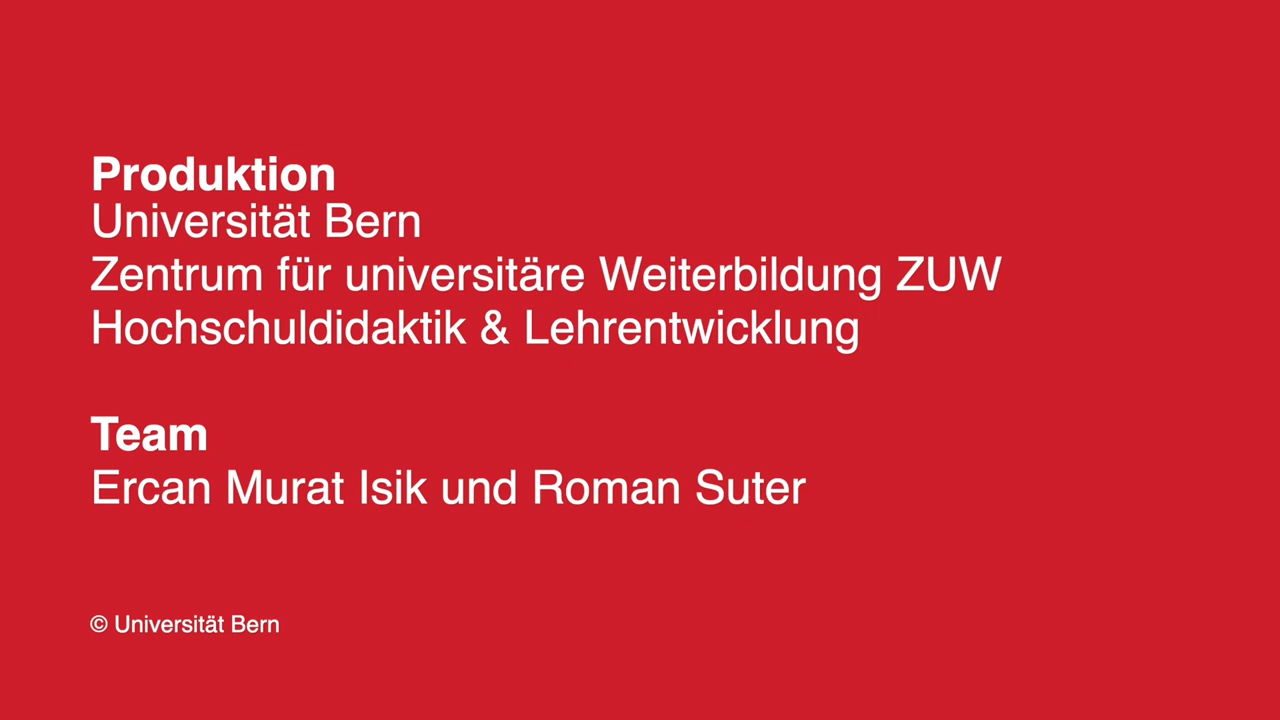 Produktion
Universität Bern
Zentrum für universitäre Weiterbildung ZUW
Hochschuldidaktik & Lehrentwicklung
Team
Ercan Murat Isik und Roman Suter
© Universität Bern